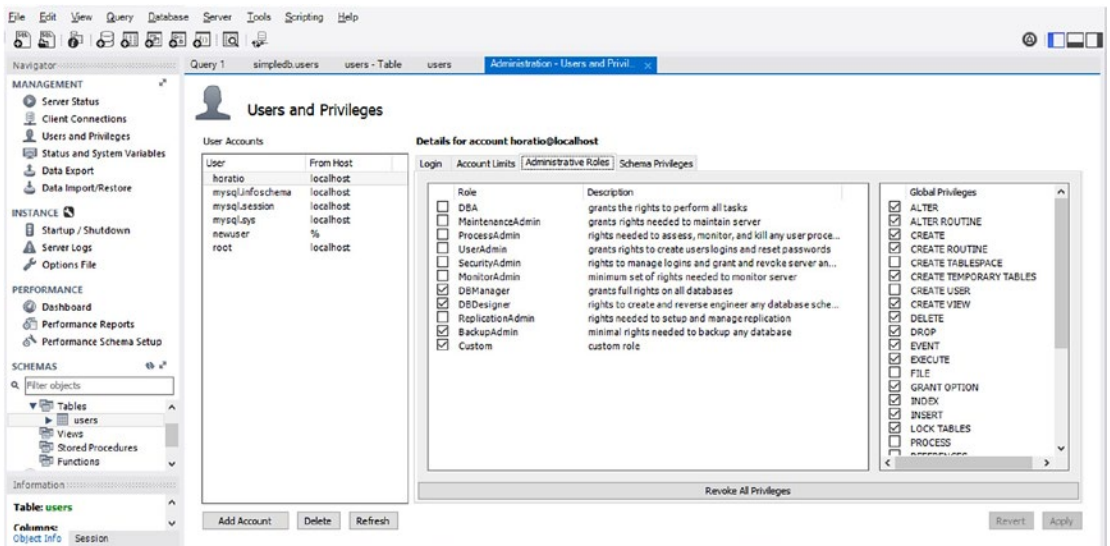 File Edit View Query Database Server Tools Scripting Help
Navigator
Query 1 simpledb.users users - Table users Administration - Users and Privil..
MANAGEMENT
Server Status
Client Connections
Users and Privileges
Status and System Variables
Data Export
Data Import/Restore
INSTANCE
Startup / Shutdown
Server Logs
Options File
PERFORMANCE
Dashboard
Performance Reports
Performance Schema Setup
SCHEMAS
Filter objects
Tables
users
Views
Stored Procedures
Functions
Information
Table: users
Columns:
Object Info Session
Users and Privileges
User Accounts
User From Host
horatio localhost
mysql.infoschema localhost
mysql.session localhost
mysql.sys localhost
newuser %
root localhost
Add Account Delete Refresh
Details for account horatio@localhost
Login Account Limits Administrative Roles Schema Privileges
Role Description
DBA grants the rights to perform all tasks
MaintenanceAdmin grants rights needed to maintain server
ProcessAdmin rights needed to assess, monitor, and kill any user proce...
UserAdmin grants rights to create users logins and reset passwords
SecurityAdmin rights to manage logins and grant and revoke server an...
MonitorAdmin minimum set of rights needed to monitor server
DBManager grants full rights on all databases
DBDesigner rights to create and reverse engineer any database sche...
ReplicationAdmin rights needed to setup and manage replication
BackupAdmin minimal rights needed to backup any database
Custom custom role
Global Privileges
ALTER
ALTER ROUTINE
CREATE
CREATE ROUTINE
CREATE TABLESPACE
CREATE TEMPORARY TABLES
CREATE USER
CREATE VIEW
DELETE
DROP
EVENT
EXECUTE
FILE
GRANT OPTION
INDEX
INSERT
LOCK TABLES
PROCESS
REFERENCES
Revoke All Privileges
Revert Apply